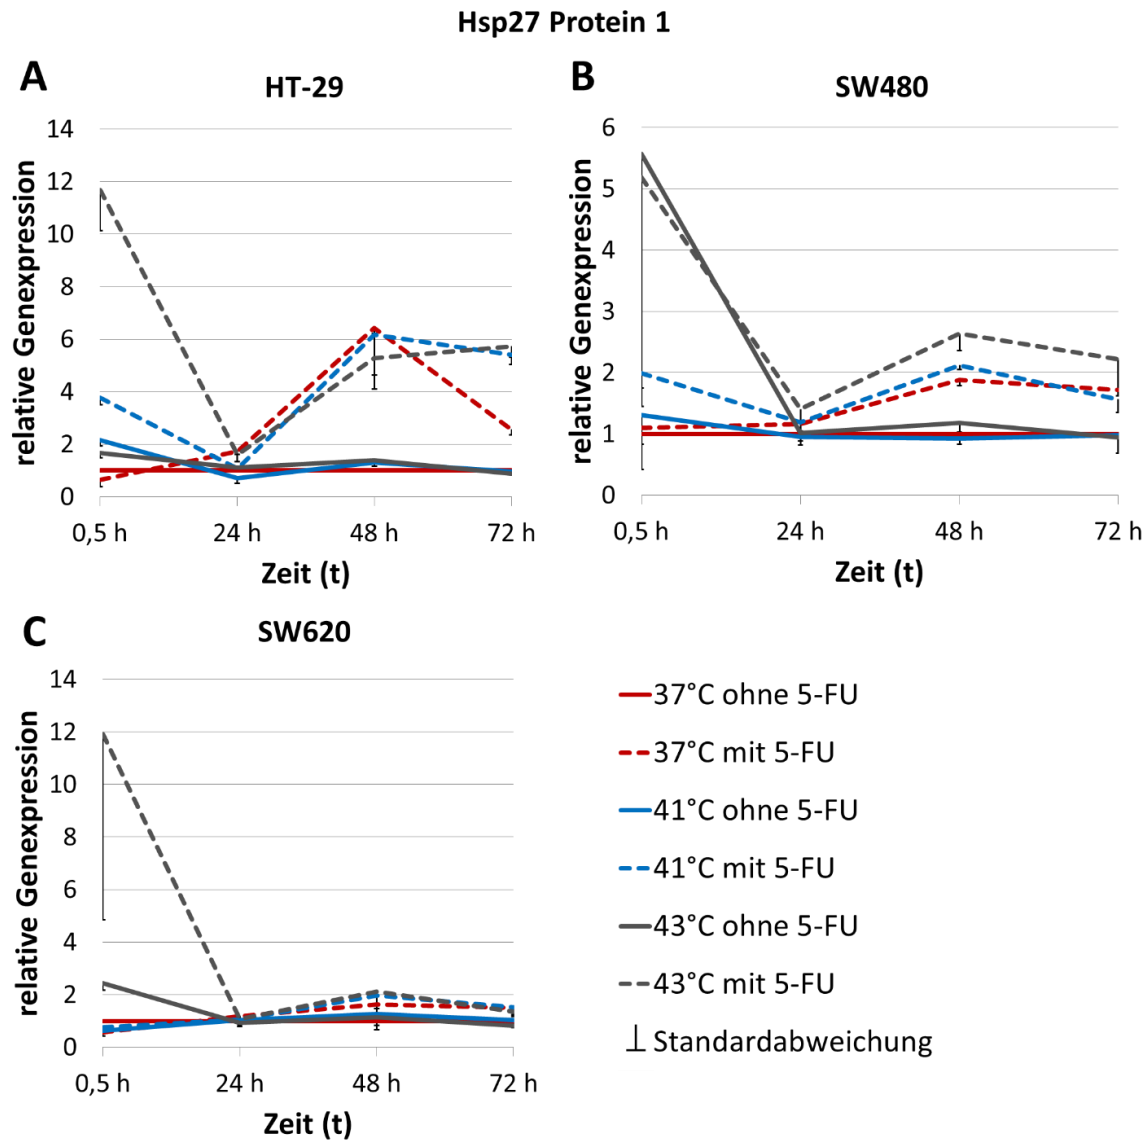 Hsp27 Protein 1
A
HT-29
relative Genexpression
14
12
10
8
6
4
2
0
0,5 h 24 h 48 h 72 h
Zeit (t)
B
SW480
relative Genexpression
6
5
4
3
2
1
0
0,5 h 24 h 48 h 72 h
Zeit (t)
C
SW620
relative Genexpression
14
12
10
8
6
4
2
0
0,5 h 24 h 48 h 72 h
Zeit (t)
37°C ohne 5-FU
37°C mit 5-FU
41°C ohne 5-FU
41°C mit 5-FU
43°C ohne 5-FU
43°C mit 5-FU
Standardabweichung